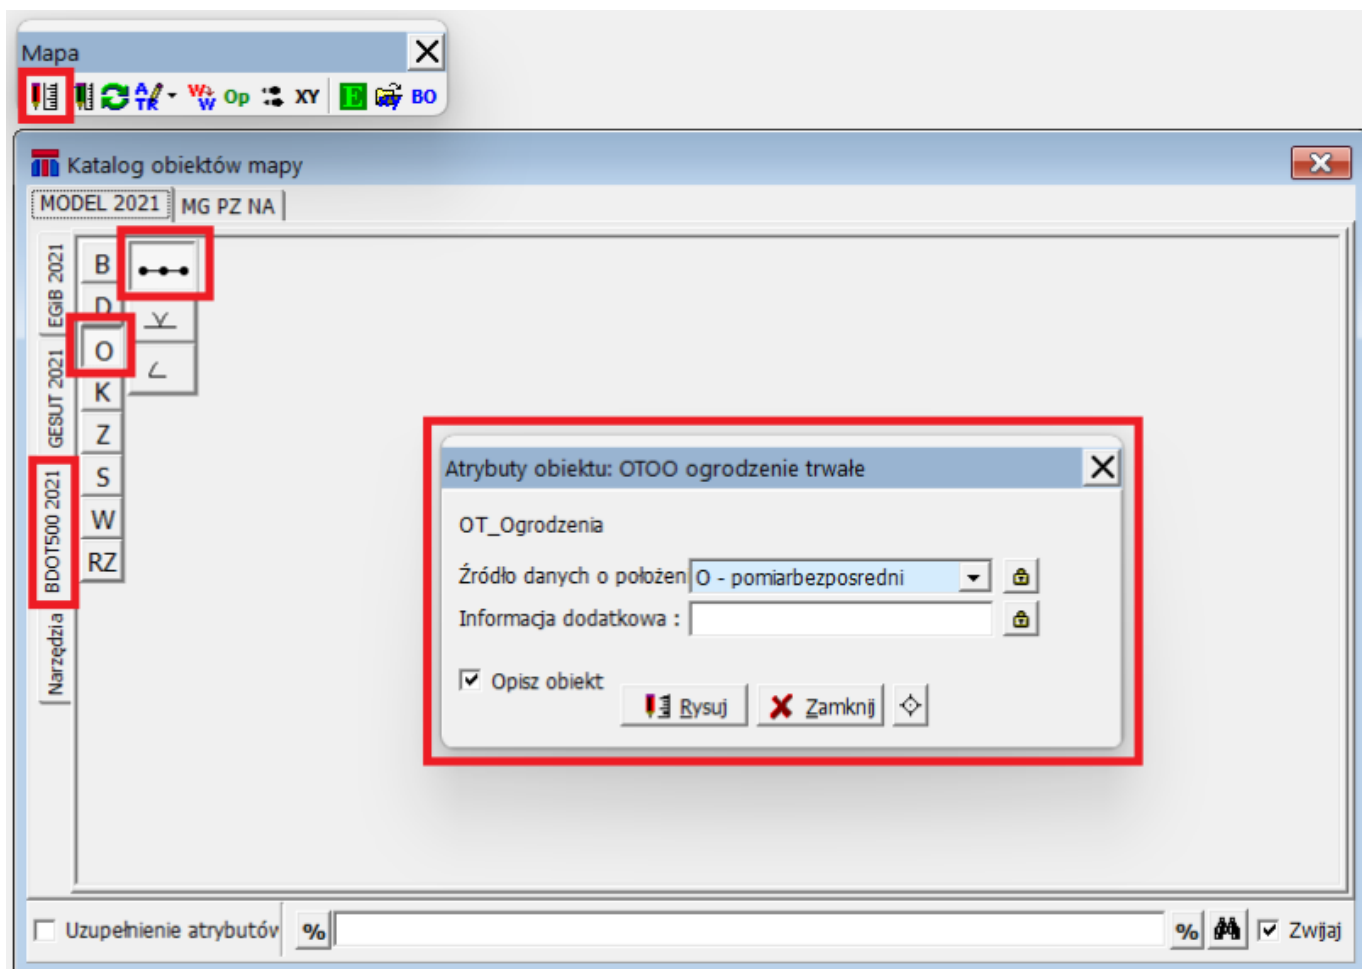 Mapa
A TR W W Op XY E BO
Katalog obiektów mapy
MODEL 2021 MG PZ NA
EGiB 2021
GESUT 2021
BDOT500 2021
Narzędzia
B
D
O
K
Z
S
W
RZ
Atrybuty obiektu: OTOO ogrodzenie trwałe
OT_Ogrodzenia
Źródło danych o położen O - pomiarbezposredni
Informacja dodatkowa :
Opisz obiekt
Rysuj Zamknij
Uzupełnienie atrybutów % % Zwijaj